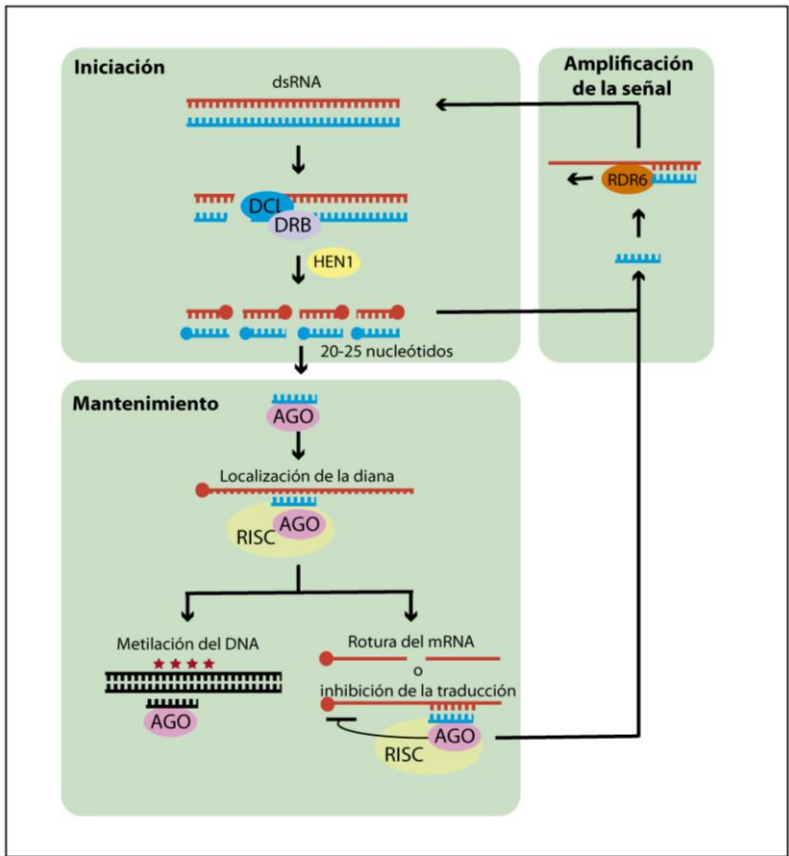 Iniciación
dsRNA
DCL
DRB
HEN1
20-25 nucleótidos
Amplificación
de la señal
RDR6
Mantenimiento
AGO
Localización de la diana
AGO
RISC
Metilación del DNA
AGO
Rotura del mRNA
o
inhibición de la traducción
AGO
RISC